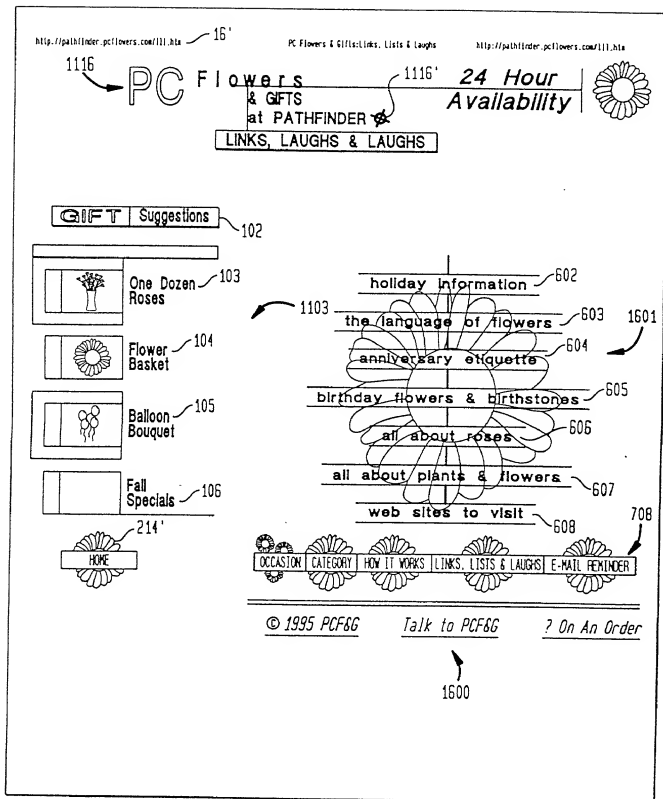 http://pathfinder.pcflowers.com/lll.htm 16' PC Flowers & Gifts:Links, Lists & Laughs http://pathfinder.pcflowers.com/lll.htm
1116 PC Flowers 1116' 24 Hour
& GIFTS Availability
at PATHFINDER
LINKS, LAUGHS & LAUGHS
GIFT Suggestions
102
One Dozen 103
Roses
1103
Flower 104
Basket
Balloon 105
Bouquet
Fall
Specials 106
214'
HOME
holiday information 602
the language of flowers 603
1601
anniversary etiquette 604
birthday flowers & birthstones 605
all about roses 606
all about plants & flowers 607
web sites to visit 608
708
OCCASION CATEGORY HOW IT WORKS LINKS, LISTS & LAUGHS E-MAIL REMINDER
© 1995 PCF&G Talk to PCF&G ? On An Order
1600